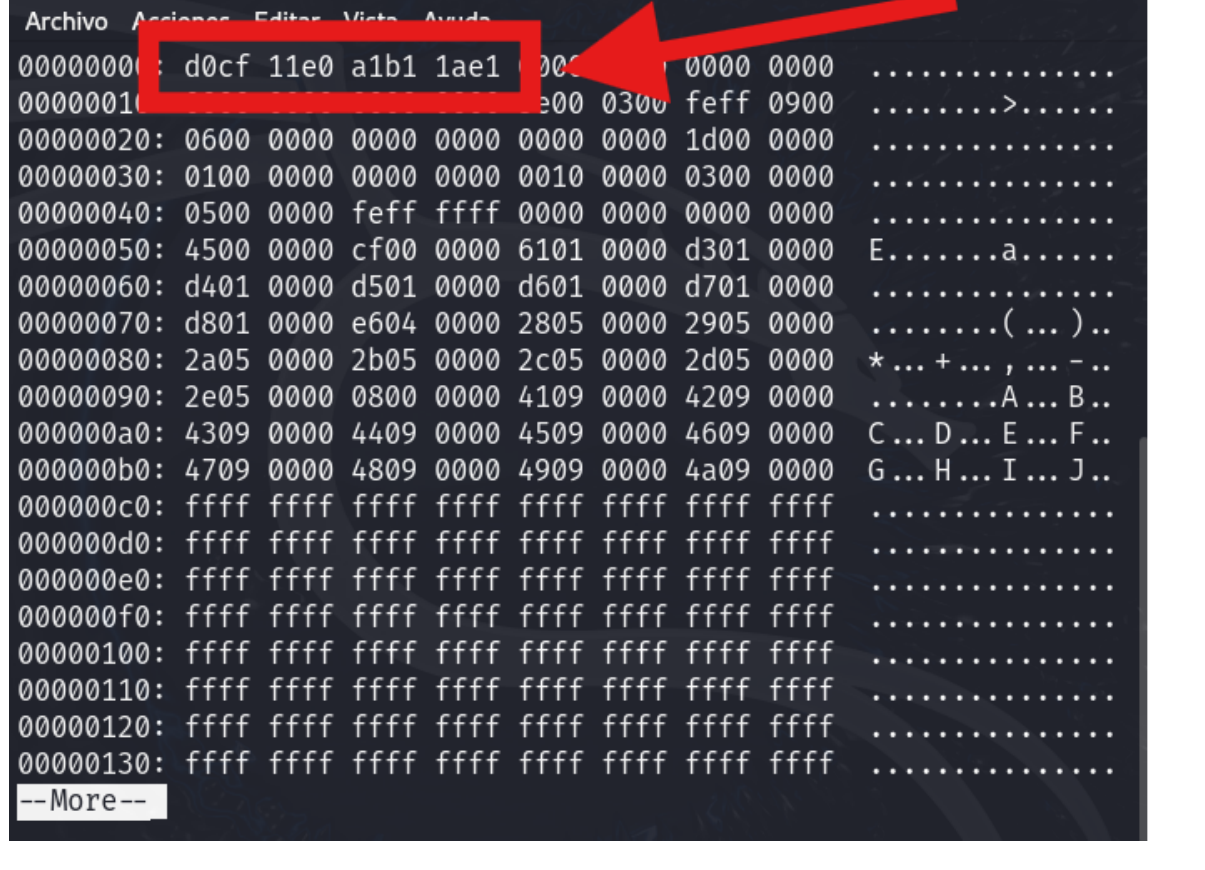 Archivo Acciones Editar Vista Ayuda
00000000: d0cf 11e0 a1b1 1ae1 0000 0000 0000 ................
00000010: 0300 feff 0900 ........>.......
00000020: 0600 0000 0000 0000 0000 0000 1d00 0000 ................
00000030: 0100 0000 0000 0000 0010 0000 0300 0000 ................
00000040: 0500 0000 feff ffff 0000 0000 0000 0000 ................
00000050: 4500 0000 cf00 0000 6101 0000 d301 0000 E.......a.......
00000060: d401 0000 d501 0000 d601 0000 d701 0000 ................
00000070: d801 0000 e604 0000 2805 0000 2905 0000 ........(...)...
00000080: 2a05 0000 2b05 0000 2c05 0000 2d05 0000 *...+...,...-...
00000090: 2e05 0000 0800 0000 4109 0000 4209 0000 ........A...B...
000000a0: 4309 0000 4409 0000 4509 0000 4609 0000 C...D...E...F...
000000b0: 4709 0000 4809 0000 4909 0000 4a09 0000 G...H...I...J...
000000c0: ffff ffff ffff ffff ffff ffff ffff ffff ................
000000d0: ffff ffff ffff ffff ffff ffff ffff ffff ................
000000e0: ffff ffff ffff ffff ffff ffff ffff ffff ................
000000f0: ffff ffff ffff ffff ffff ffff ffff ffff ................
00000100: ffff ffff ffff ffff ffff ffff ffff ffff ................
00000110: ffff ffff ffff ffff ffff ffff ffff ffff ................
00000120: ffff ffff ffff ffff ffff ffff ffff ffff ................
00000130: ffff ffff ffff ffff ffff ffff ffff ffff ................
--More--